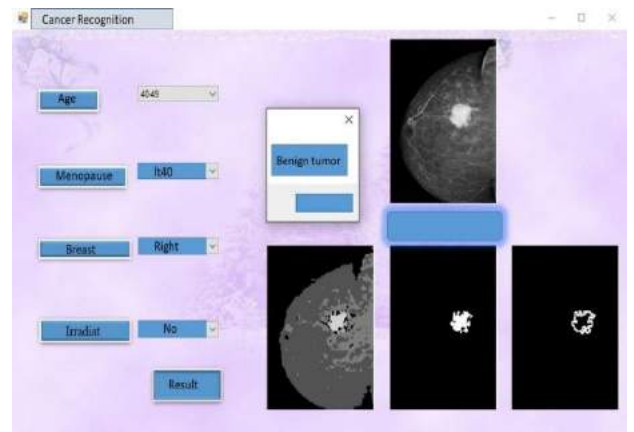 Cancer Recognition
Age
4049
Menopause
lt40
Breast
Right
Irradiat
No
Result
Benign tumor